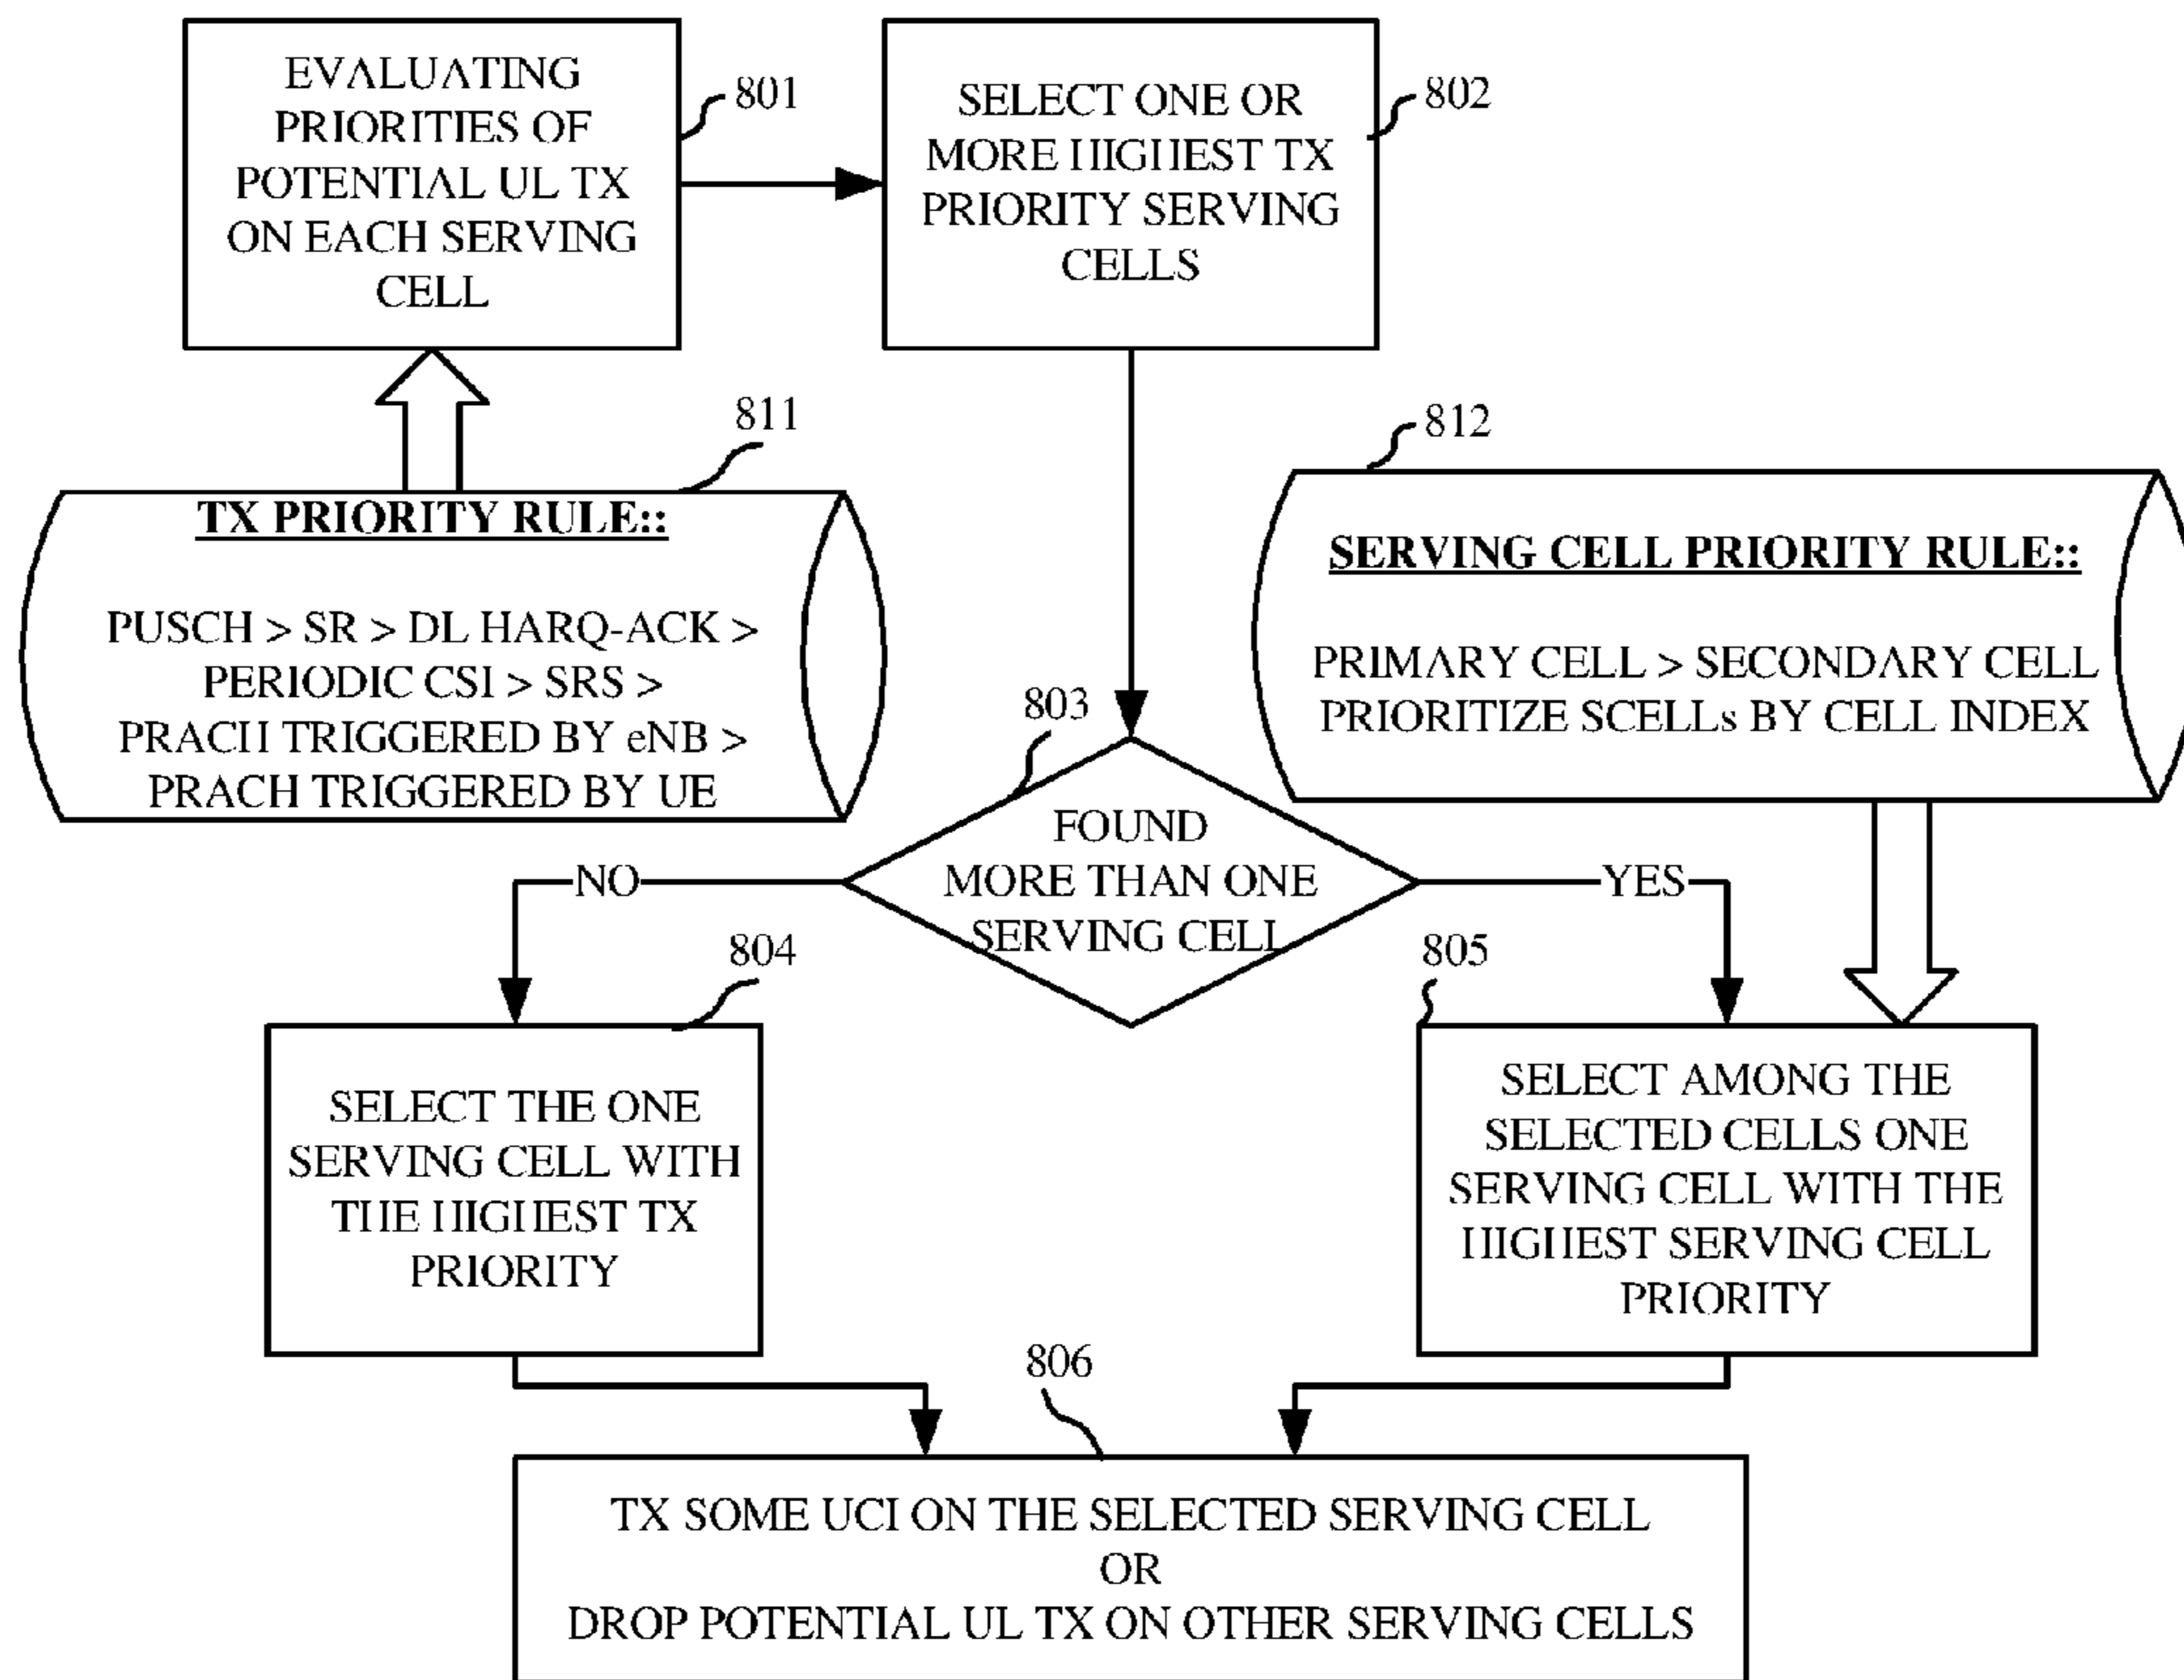 EVALUATING
PRIORITIES OF
POTENTIAL UL TX
ON EACH SERVING
CELL
801
SELECT ONE OR
MORE HIGHEST TX
PRIORITY SERVING
CELLS
802
811
TX PRIORITY RULE::
PUSCH > SR > DL HARQ-ACK >
PERIODIC CSI > SRS >
PRACH TRIGGERED BY eNB >
PRACH TRIGGERED BY UE
812
SERVING CELL PRIORITY RULE::
PRIMARY CELL > SECONDARY CELL
PRIORITIZE SCELLs BY CELL INDEX
803
FOUND
MORE THAN ONE
SERVING CELL
NO
YES
804
SELECT THE ONE
SERVING CELL WITH
THE HIGHEST TX
PRIORITY
805
SELECT AMONG THE
SELECTED CELLS ONE
SERVING CELL WITH THE
HIGHEST SERVING CELL
PRIORITY
806
TX SOME UCI ON THE SELECTED SERVING CELL
OR
DROP POTENTIAL UL TX ON OTHER SERVING CELLS